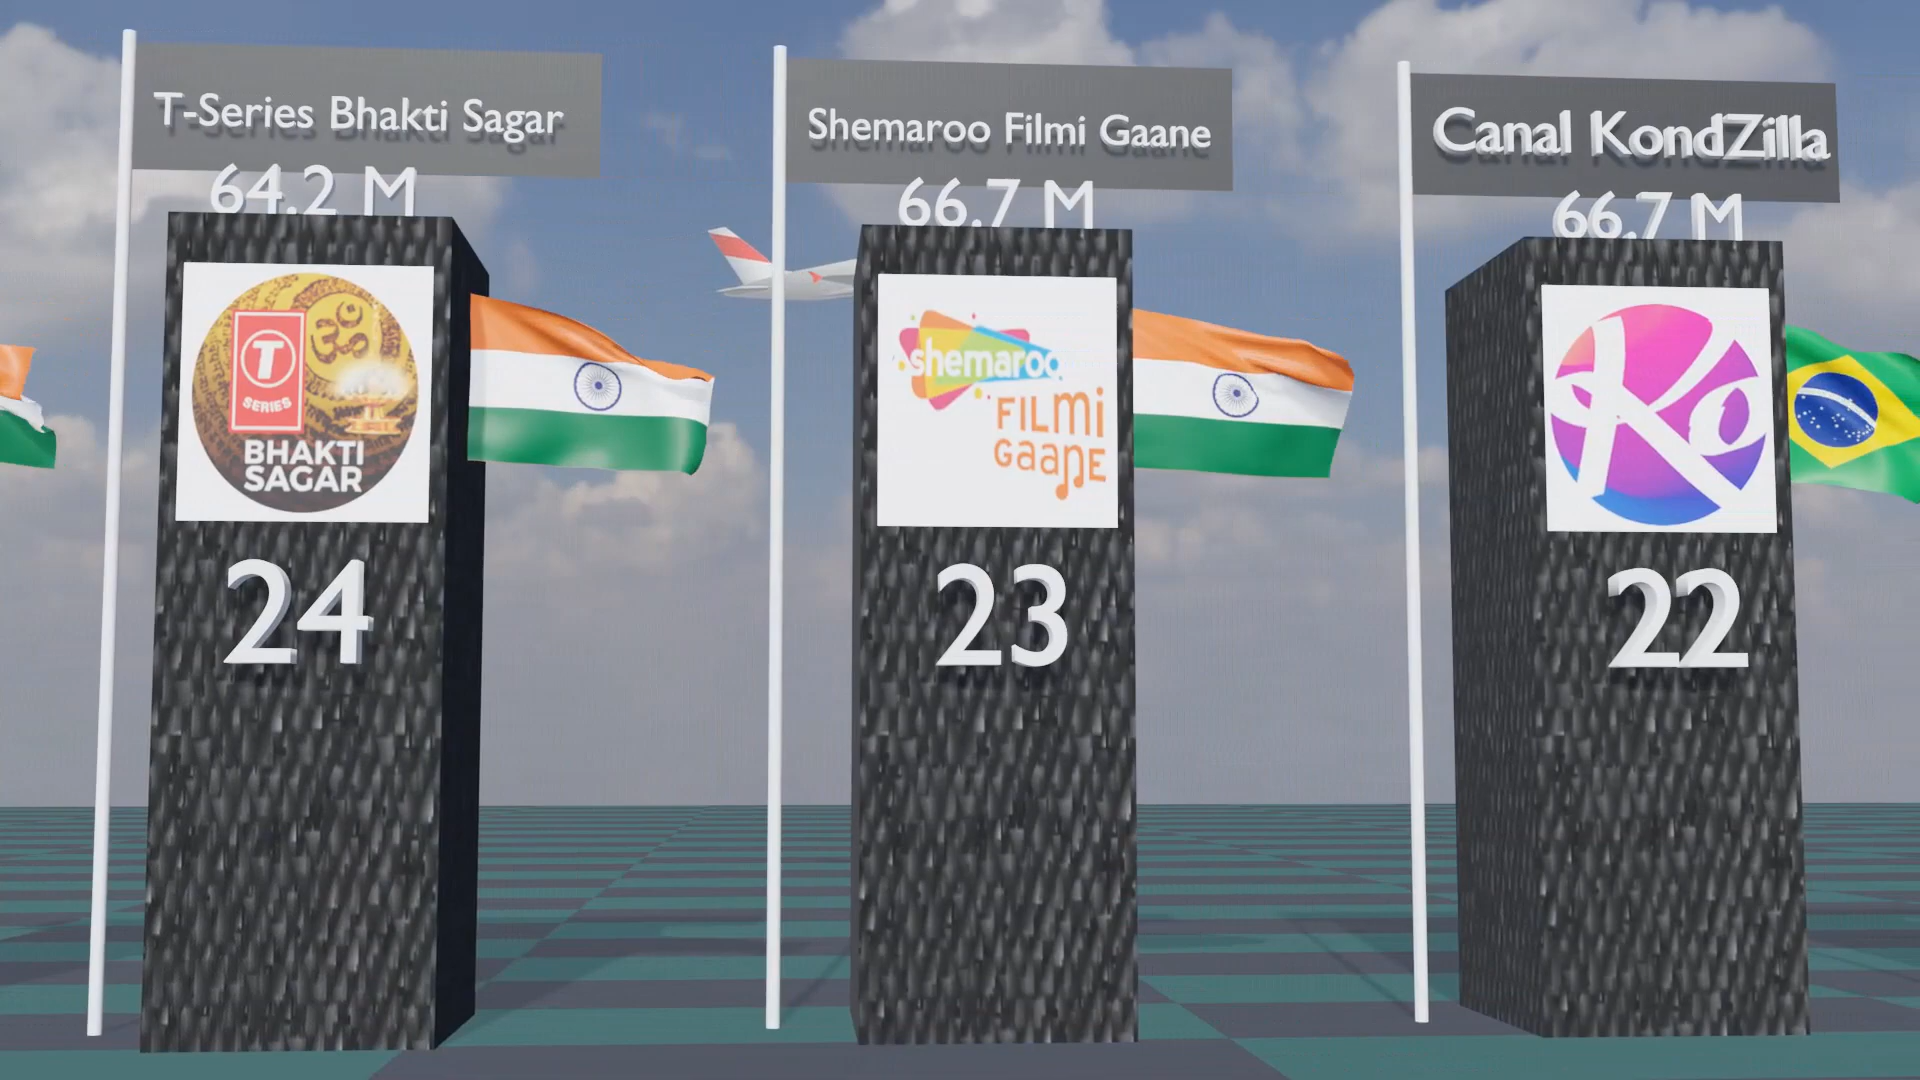 T-Series Bhakti Sagar
64.2 M
T
SERIES
ॐ
BHAKTI
SAGAR
24
Shemaroo Filmi Gaane
66.7 M
shemaroo
FILMi
GaaNE
23
Canal KondZilla
66.7 M
Ko
22